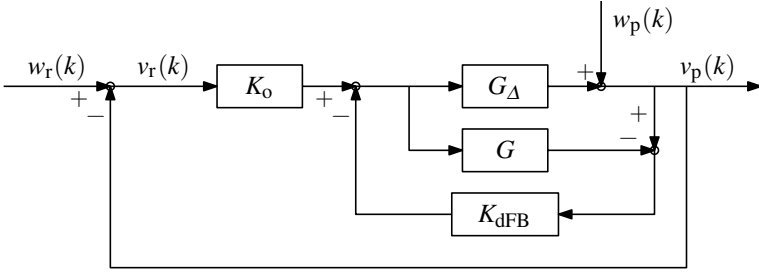 w_p(k)
w_r(k) v_r(k) v_p(k)
K_o G_Δ
+ − + − + + −
G
K_dFB